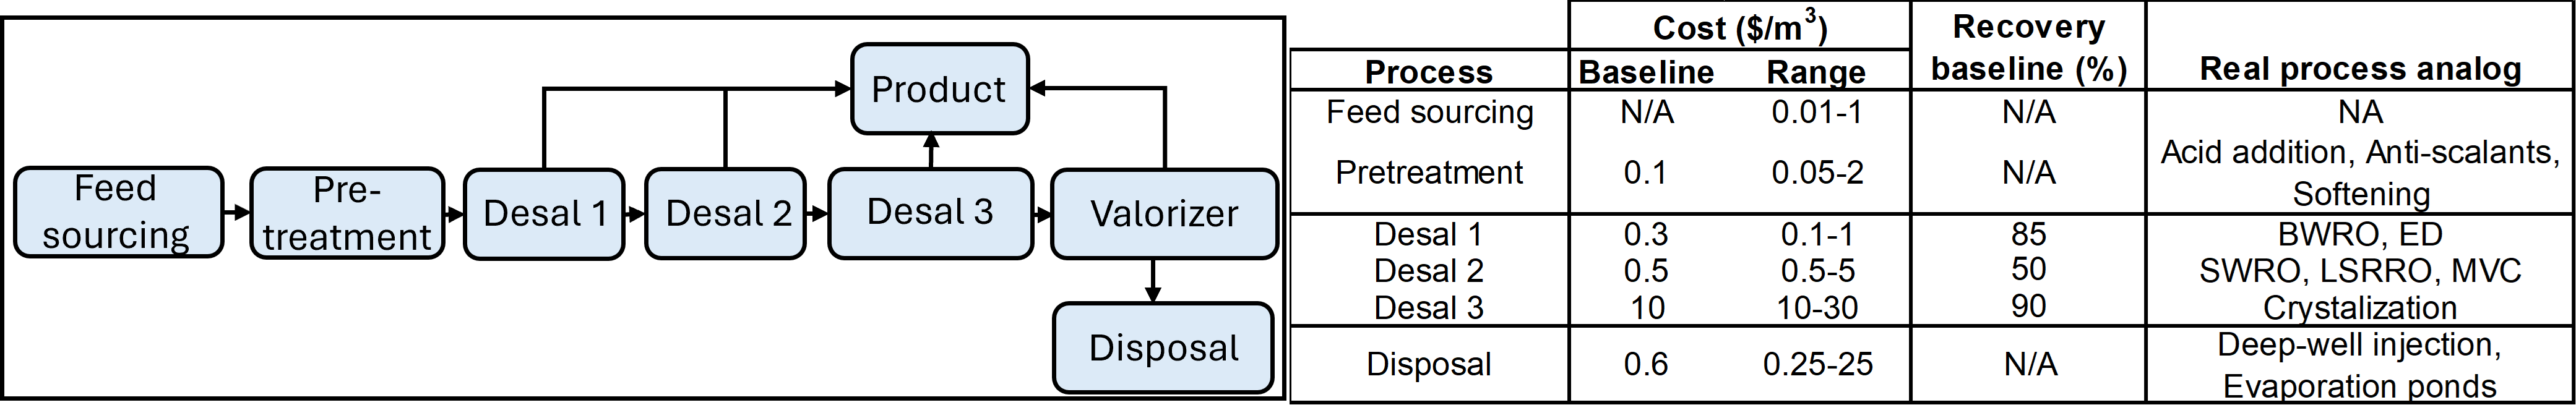 Product
Feed
sourcing
Pre-
treatment
Desal 1
Desal 2
Desal 3
Valorizer
Disposal
Cost ($/m³) Recovery
Process Baseline Range baseline (%) Real process analog
Feed sourcing N/A 0.01-1 N/A NA
Pretreatment 0.1 0.05-2 N/A Acid addition, Anti-scalants,
Softening
Desal 1 0.3 0.1-1 85 BWRO, ED
Desal 2 0.5 0.5-5 50 SWRO, LSRRO, MVC
Desal 3 10 10-30 90 Crystalization
Disposal 0.6 0.25-25 N/A Deep-well injection,
Evaporation ponds